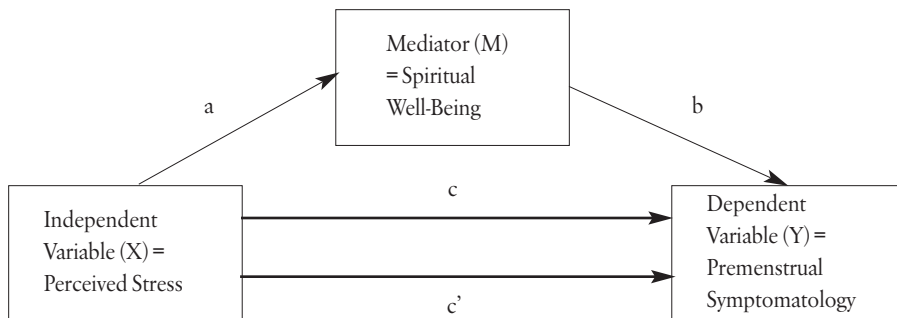 Mediator (M)
= Spiritual
Well-Being
a
b
c
Independent
Variable (X) =
Perceived Stress
Dependent
Variable (Y) =
Premenstrual
Symptomatology
c’